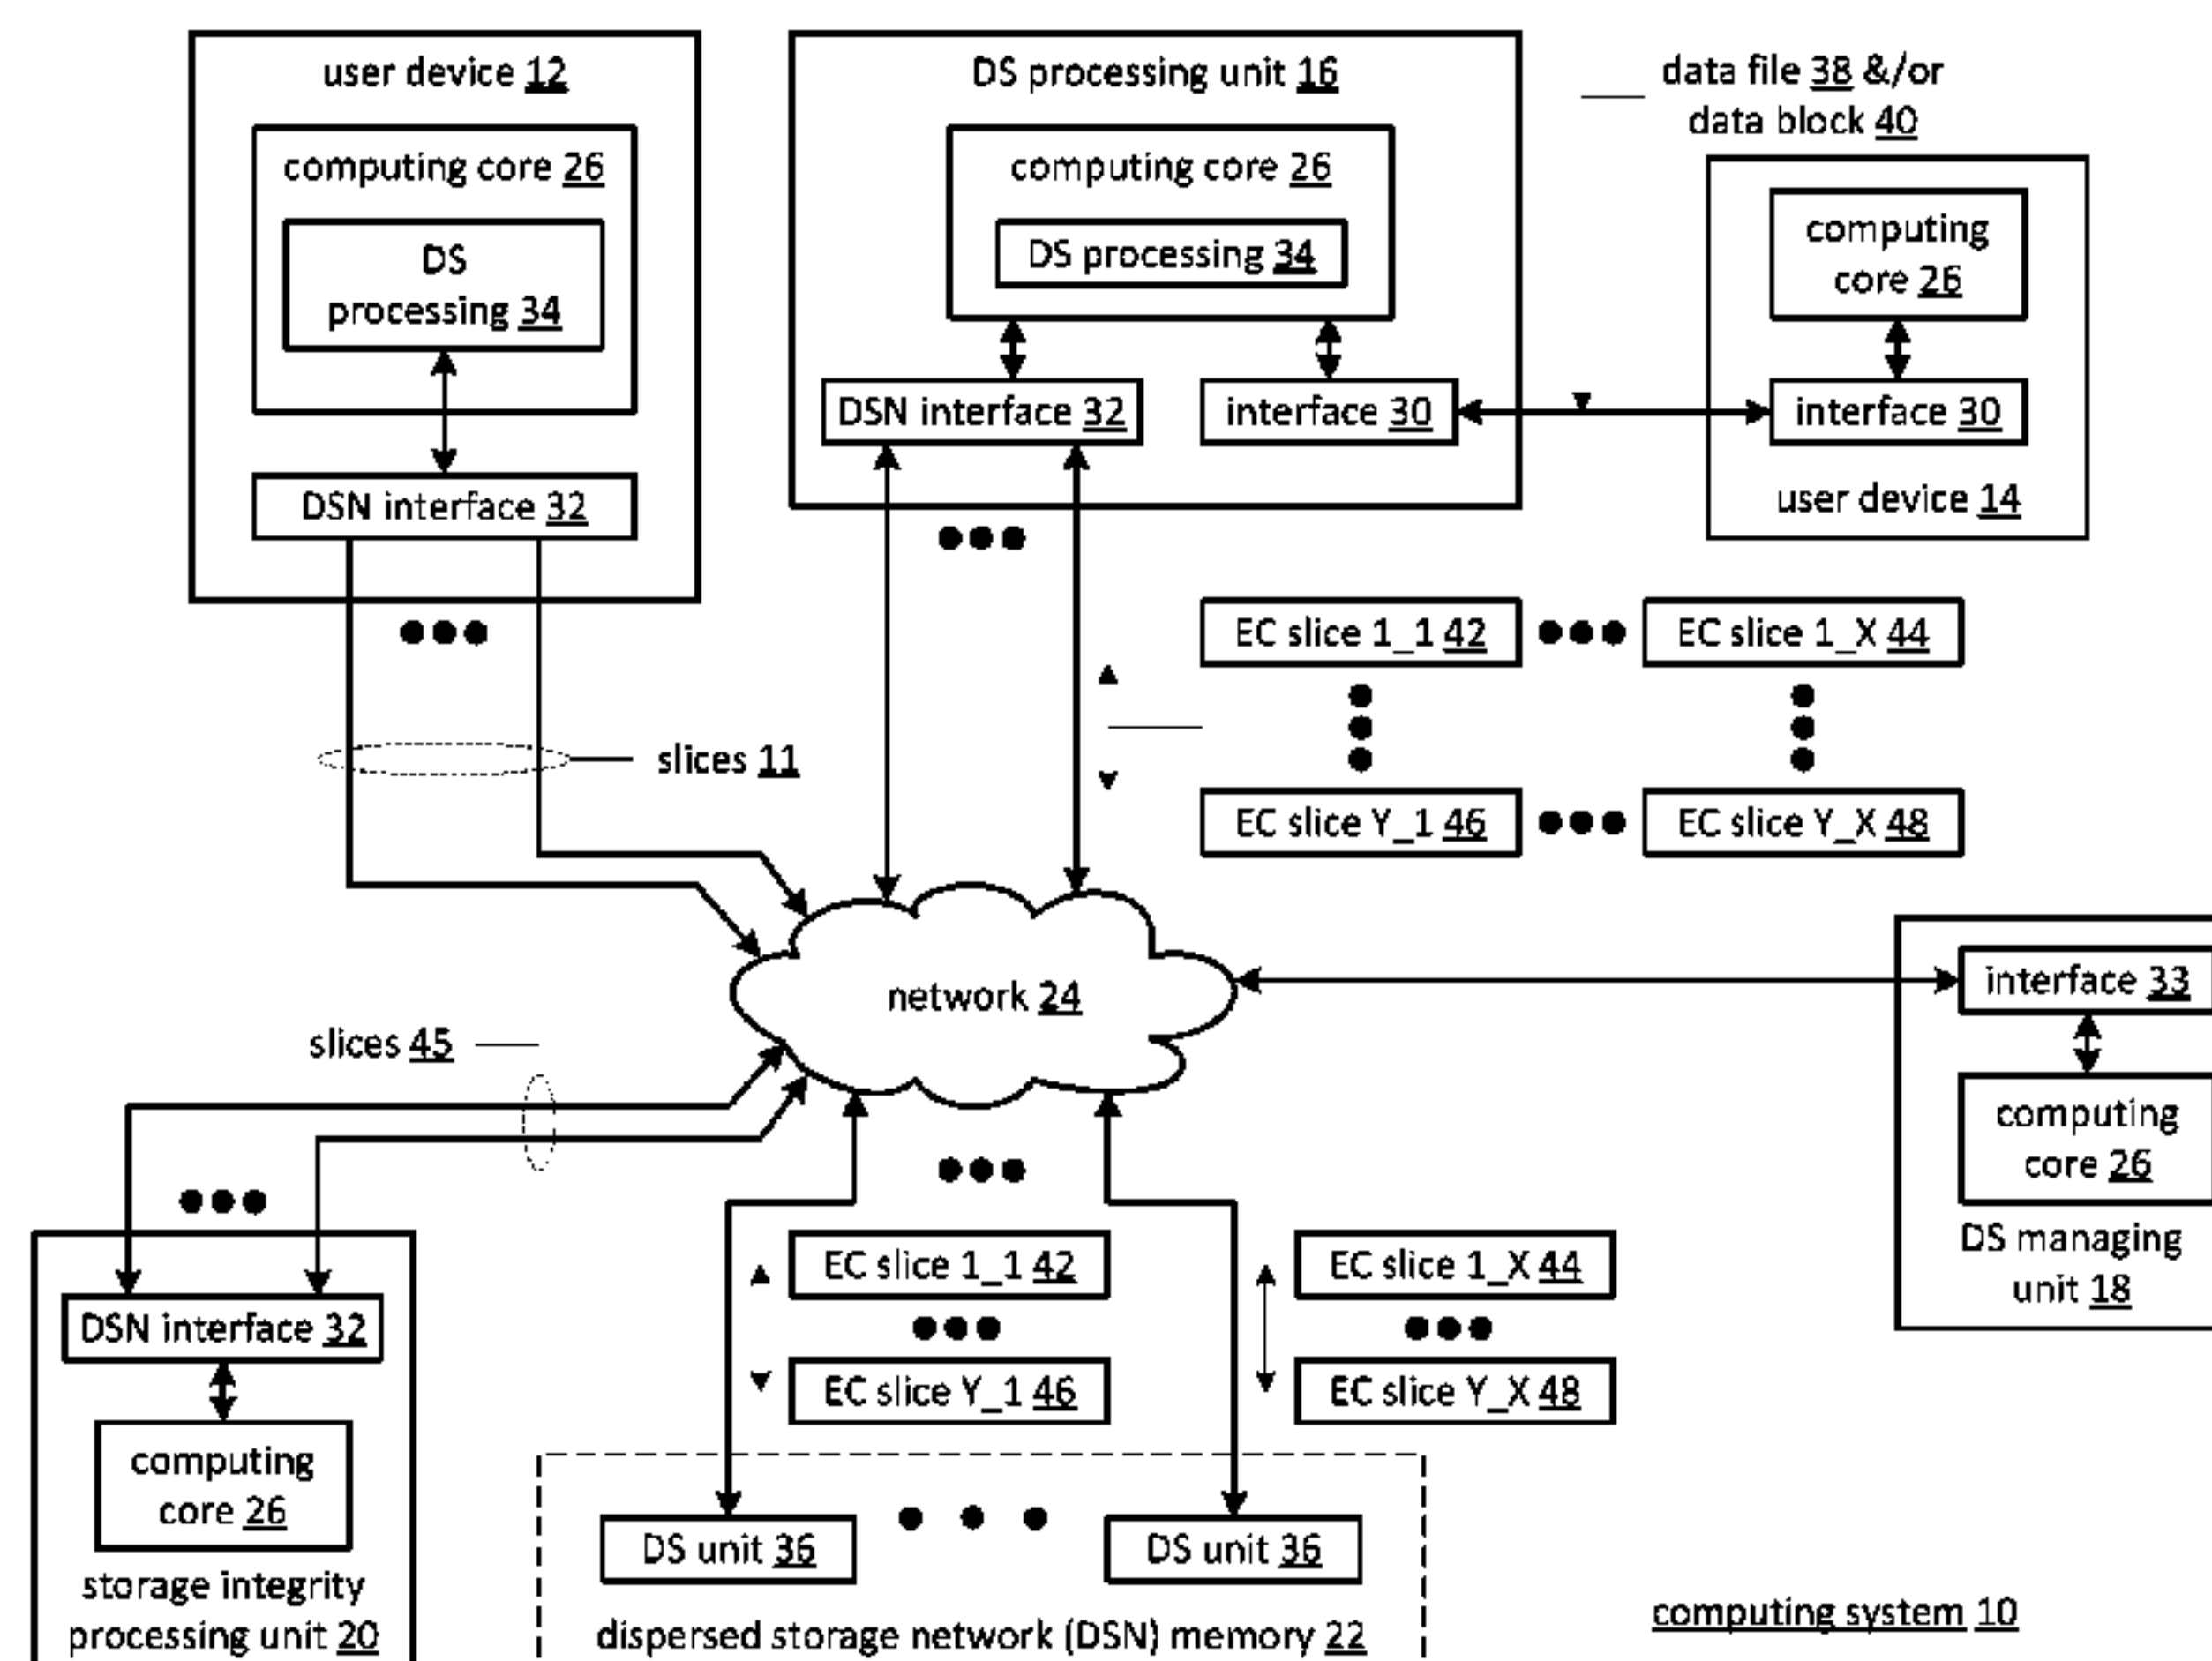 user device 12
computing core 26
DS
processing 34
DSN interface 32
DS processing unit 16
computing core 26
DS processing 34
DSN interface 32
interface 30
data file 38 &/or
data block 40
computing
core 26
interface 30
user device 14
EC slice 1_1 42
EC slice 1_X 44
EC slice Y_1 46
EC slice Y_X 48
slices 11
network 24
interface 33
computing
core 26
DS managing
unit 18
slices 45
DSN interface 32
computing
core 26
storage integrity
processing unit 20
EC slice 1_1 42
EC slice 1_X 44
EC slice Y_1 46
EC slice Y_X 48
DS unit 36
DS unit 36
dispersed storage network (DSN) memory 22
computing system 10